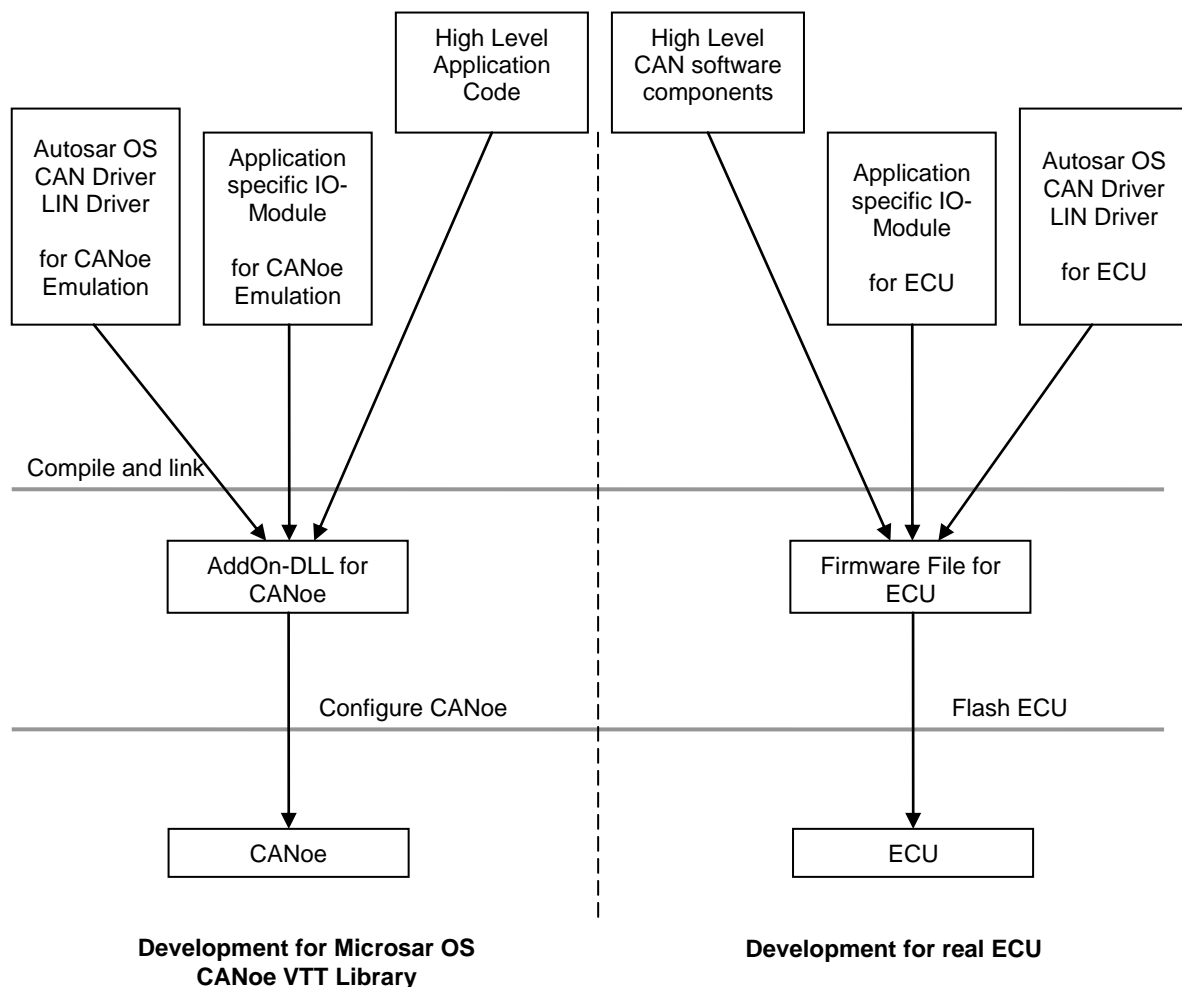 High Level
Application
Code
High Level
CAN software
components
Autosar OS
CAN Driver
LIN Driver
for CANoe
Emulation
Application
specific IO-
Module
for CANoe
Emulation
Application
specific IO-
Module
for ECU
Autosar OS
CAN Driver
LIN Driver
for ECU
Compile and link
AddOn-DLL for
CANoe
Firmware File for
ECU
Configure CANoe
Flash ECU
CANoe
ECU
Development for Microsar OS
CANoe VTT Library
Development for real ECU